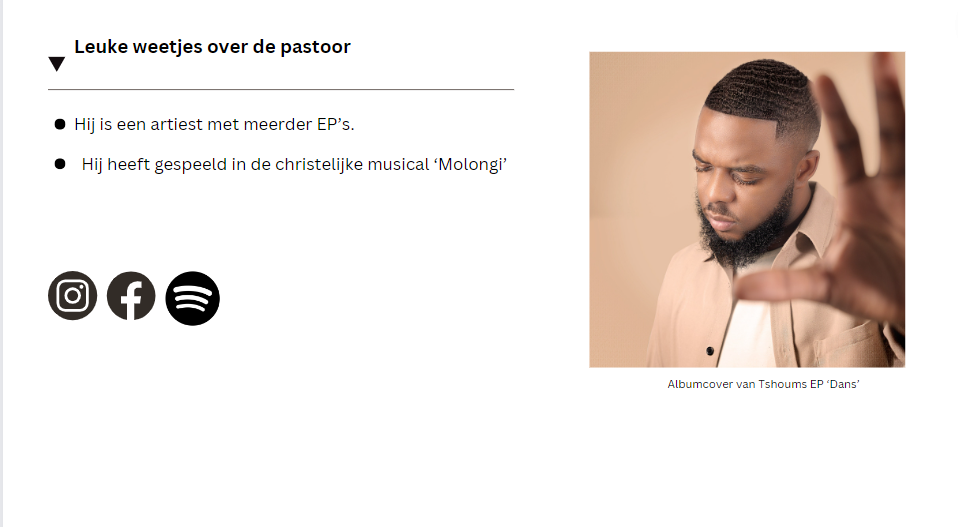 Leuke weetjes over de pastoor
Hij is een artiest met meerder EP’s.
Hij heeft gespeeld in de christelijke musical ‘Molongi’
Albumcover van Tshoums EP ‘Dans’